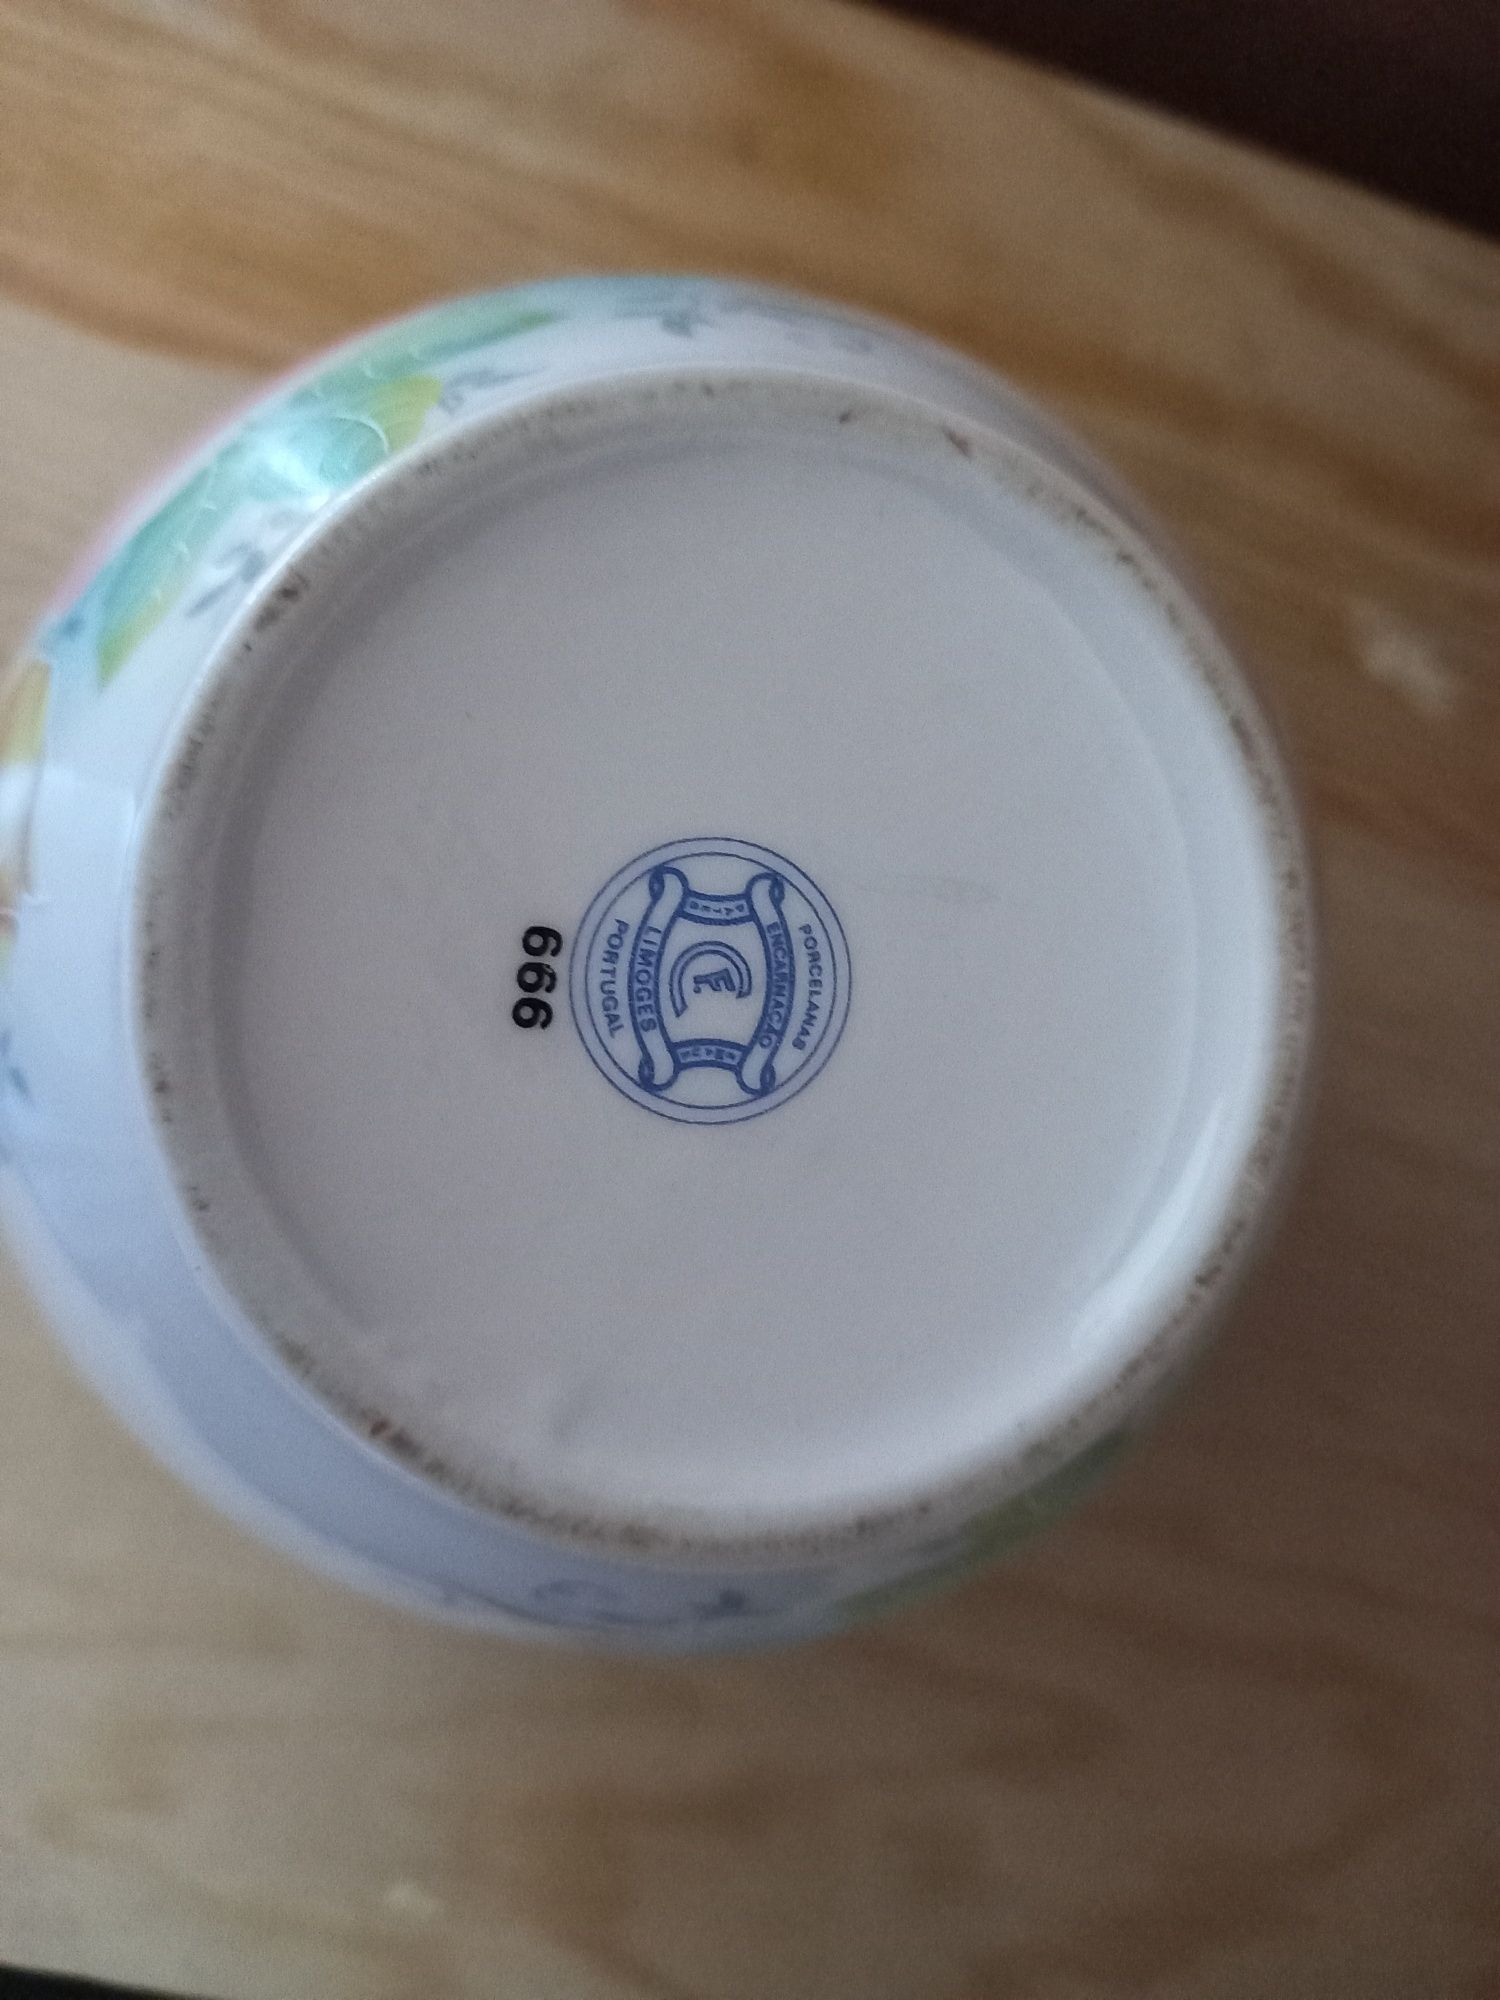 PORCELANAS
ENCARNAÇÃO
C.F.
LIMOGES
PORTUGAL
666